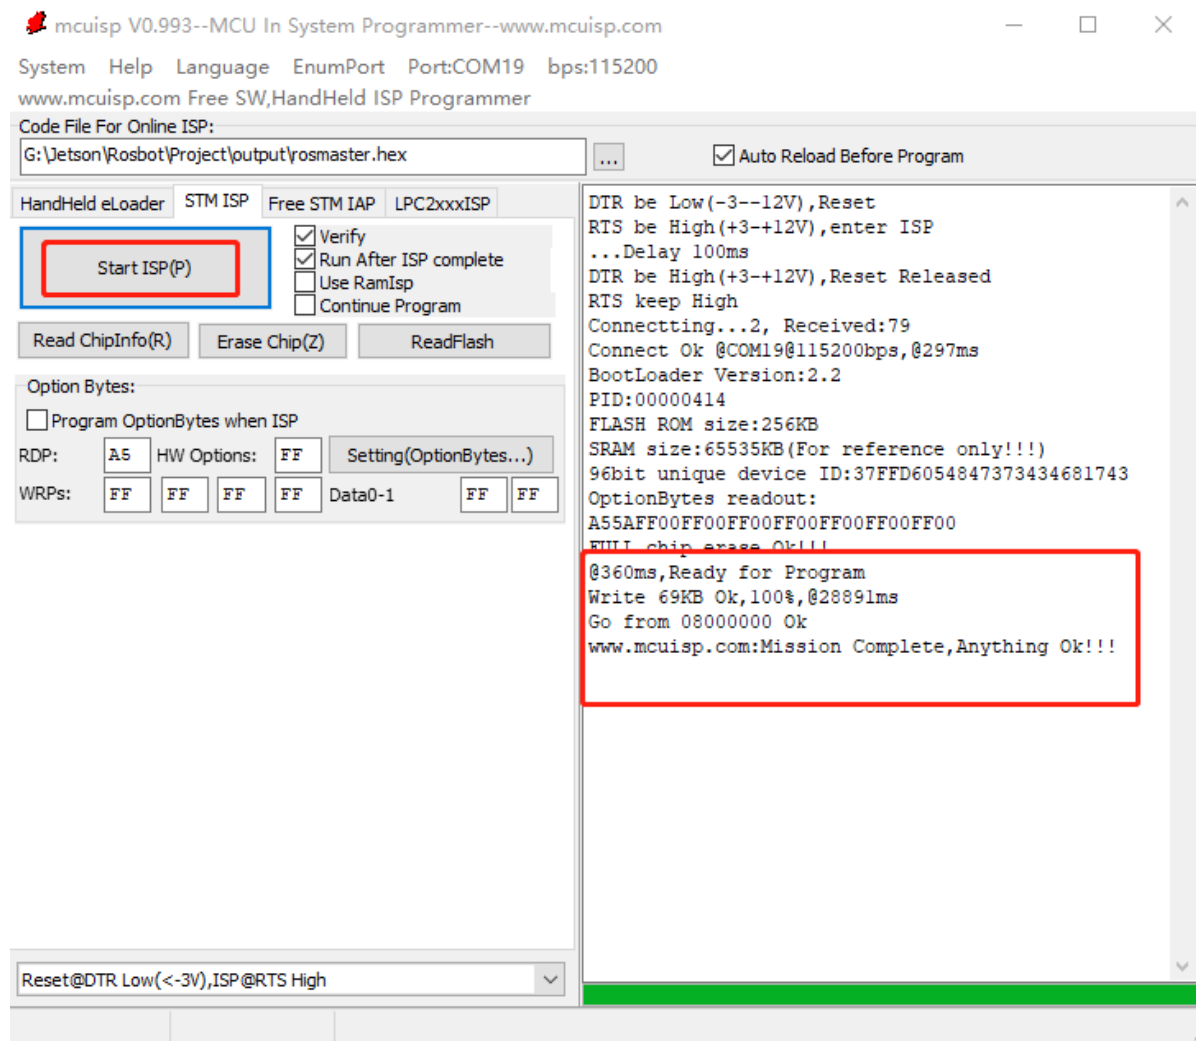 mcuisp V0.993--MCU In System Programmer--www.mcuisp.com
System Help Language EnumPort Port:COM19 bps:115200
www.mcuisp.com Free SW,HandHeld ISP Programmer
Code File For Online ISP:
G:\Jetson\Rosbot\Project\output\rosmaster.hex
...
Auto Reload Before Program
HandHeld eLoader
STM ISP
Free STM IAP
LPC2xxxISP
Start ISP(P)
Verify
Run After ISP complete
Use RamIsp
Continue Program
Read ChipInfo(R)
Erase Chip(Z)
ReadFlash
Option Bytes:
Program OptionBytes when ISP
RDP: A5 HW Options: FF Setting(OptionBytes...)
WRPs: FF FF FF FF Data0-1 FF FF
Reset@DTR Low(<-3V),ISP@RTS High
DTR be Low(-3--12V),Reset
RTS be High(+3-+12V),enter ISP
...Delay 100ms
DTR be High(+3-+12V),Reset Released
RTS keep High
Connectting...2, Received:79
Connect Ok @COM19@115200bps,@297ms
BootLoader Version:2.2
PID:00000414
FLASH ROM size:256KB
SRAM size:65535KB(For reference only!!!)
96bit unique device ID:37FFD6054847373434681743
OptionBytes readout:
A55AFF00FF00FF00FF00FF00FF00FF00
FULL chip erase Ok!!!
@360ms,Ready for Program
Write 69KB Ok,100%,@28891ms
Go from 08000000 Ok
www.mcuisp.com:Mission Complete,Anything Ok!!!